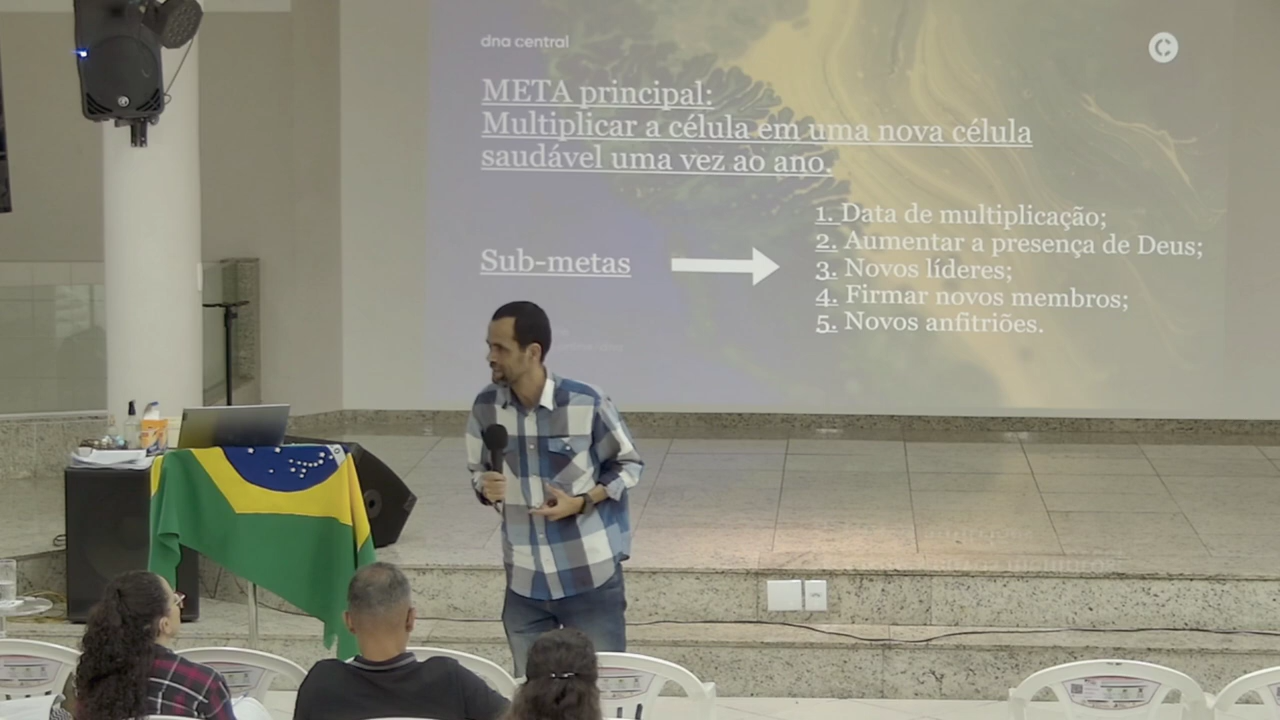 dna central
META principal:
Multiplicar a célula em uma nova célula
saudável uma vez ao ano.
Sub-metas
1. Data de multiplicação;
2. Aumentar a presença de Deus;
3. Novos líderes;
4. Firmar novos membros;
5. Novos anfitriões.